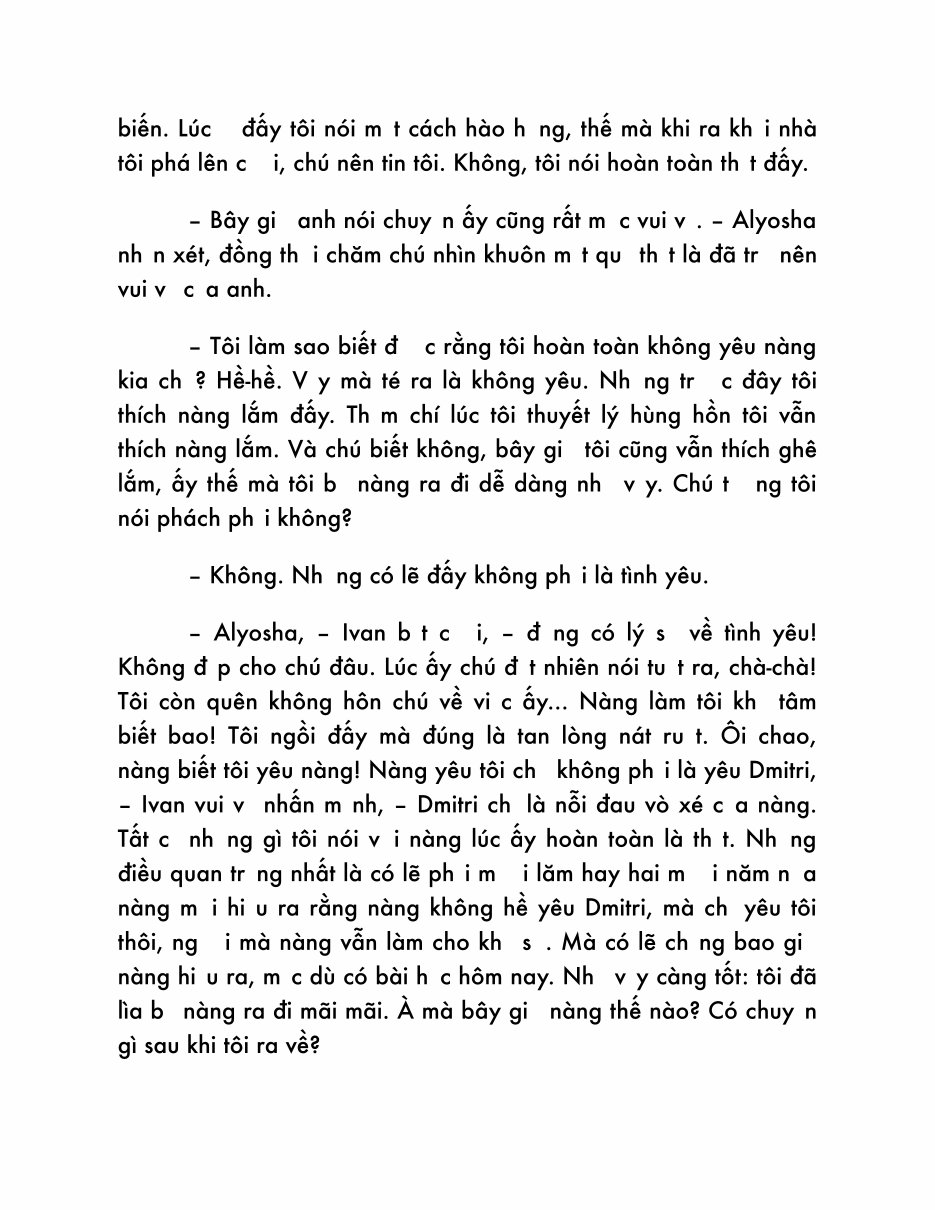 biến. Lúc  đấy tôi nói m t cách hào h ng, thế mà khi ra kh i nhà
tôi phá lên c  i, chú nên tin tôi. Không, tôi nói hoàn toàn th t đấy.
– Bây gi  anh nói chuy n ấy cũng rất m c vui v . – Alyosha
nh n xét, đồng th i chăm chú nhìn khuôn m t qu  th t là đã tr  nên
vui v  c a anh.
– Tôi làm sao biết đ  c rằng tôi hoàn toàn không yêu nàng
kia ch ? Hề-hề. V y mà té ra là không yêu. Nh ng tr  c đây tôi
thích nàng lắm đấy. Th m chí lúc tôi thuyết lý hùng hồn tôi vẫn
thích nàng lắm. Và chú biết không, bây gi  tôi cũng vẫn thích ghê
lắm, ấy thế mà tôi b  nàng ra đi dễ dàng nh  v y. Chú t  ng tôi
nói phách ph i không?
– Không. Nh ng có lẽ đấy không ph i là tình yêu.
– Alyosha, – Ivan b t c  i, – đ ng có lý s  về tình yêu!
Không đ p cho chú đâu. Lúc ấy chú đ t nhiên nói tu t ra, chà-chà!
Tôi còn quên không hôn chú về vi c ấy... Nàng làm tôi kh  tâm
biết bao! Tôi ngồi đấy mà đúng là tan lòng nát ru t. Ôi chao,
nàng biết tôi yêu nàng! Nàng yêu tôi ch  không ph i là yêu Dmitri,
– Ivan vui v  nhấn m nh, – Dmitri ch  là nỗi đau vò xé c a nàng.
Tất c  nh ng gì tôi nói v i nàng lúc ấy hoàn toàn là th t. Nh ng
điều quan tr ng nhất là có lẽ ph i m  i lăm hay hai m  i năm n a
nàng m i hi u ra rằng nàng không hề yêu Dmitri, mà ch  yêu tôi
thôi, ng  i mà nàng vẫn làm cho kh  s . Mà có lẽ ch ng bao gi 
nàng hi u ra, m c dù có bài h c hôm nay. Nh  v y càng tốt: tôi đã
lìa b  nàng ra đi mãi mãi. À mà bây gi  nàng thế nào? Có chuy n
gì sau khi tôi ra về?